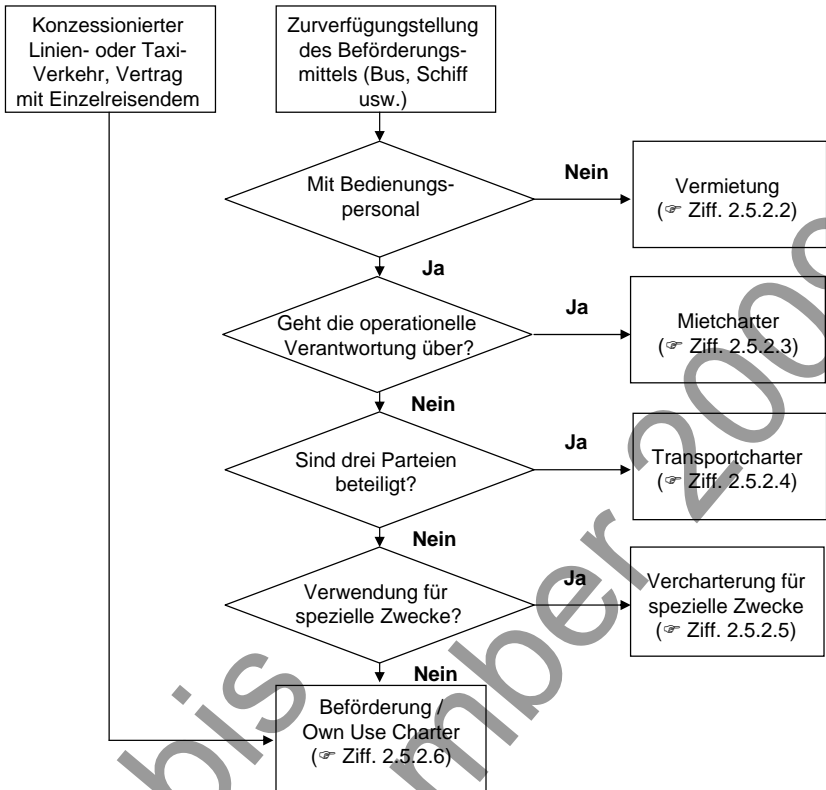 Konzessionierter
Linien- oder Taxi-
Verkehr, Vertrag
mit Einzelreisendem
Zurverfügungstellung
des Beförderungs-
mittels (Bus, Schiff
usw.)
Mit Bedienungs-
personal
Nein
Vermietung
(☞ Ziff. 2.5.2.2)
Ja
Geht die operationelle
Verantwortung über?
Ja
Mietcharter
(☞ Ziff. 2.5.2.3)
Nein
Sind drei Parteien
beteiligt?
Ja
Transportcharter
(☞ Ziff. 2.5.2.4)
Nein
Verwendung für
spezielle Zwecke?
Ja
Vercharterung für
spezielle Zwecke
(☞ Ziff. 2.5.2.5)
Nein
Beförderung /
Own Use Charter
(☞ Ziff. 2.5.2.6)
bis
mber 200